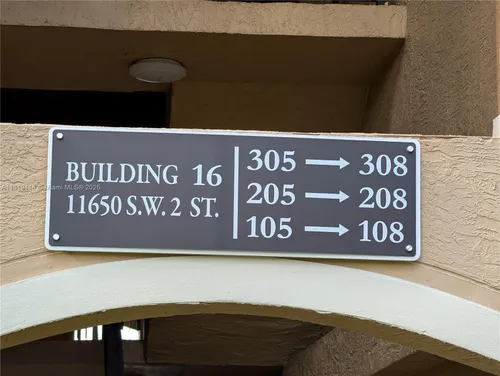 BUILDING 16
11650 S.W. 2 ST.
305 → 308
205 → 208
105 → 108